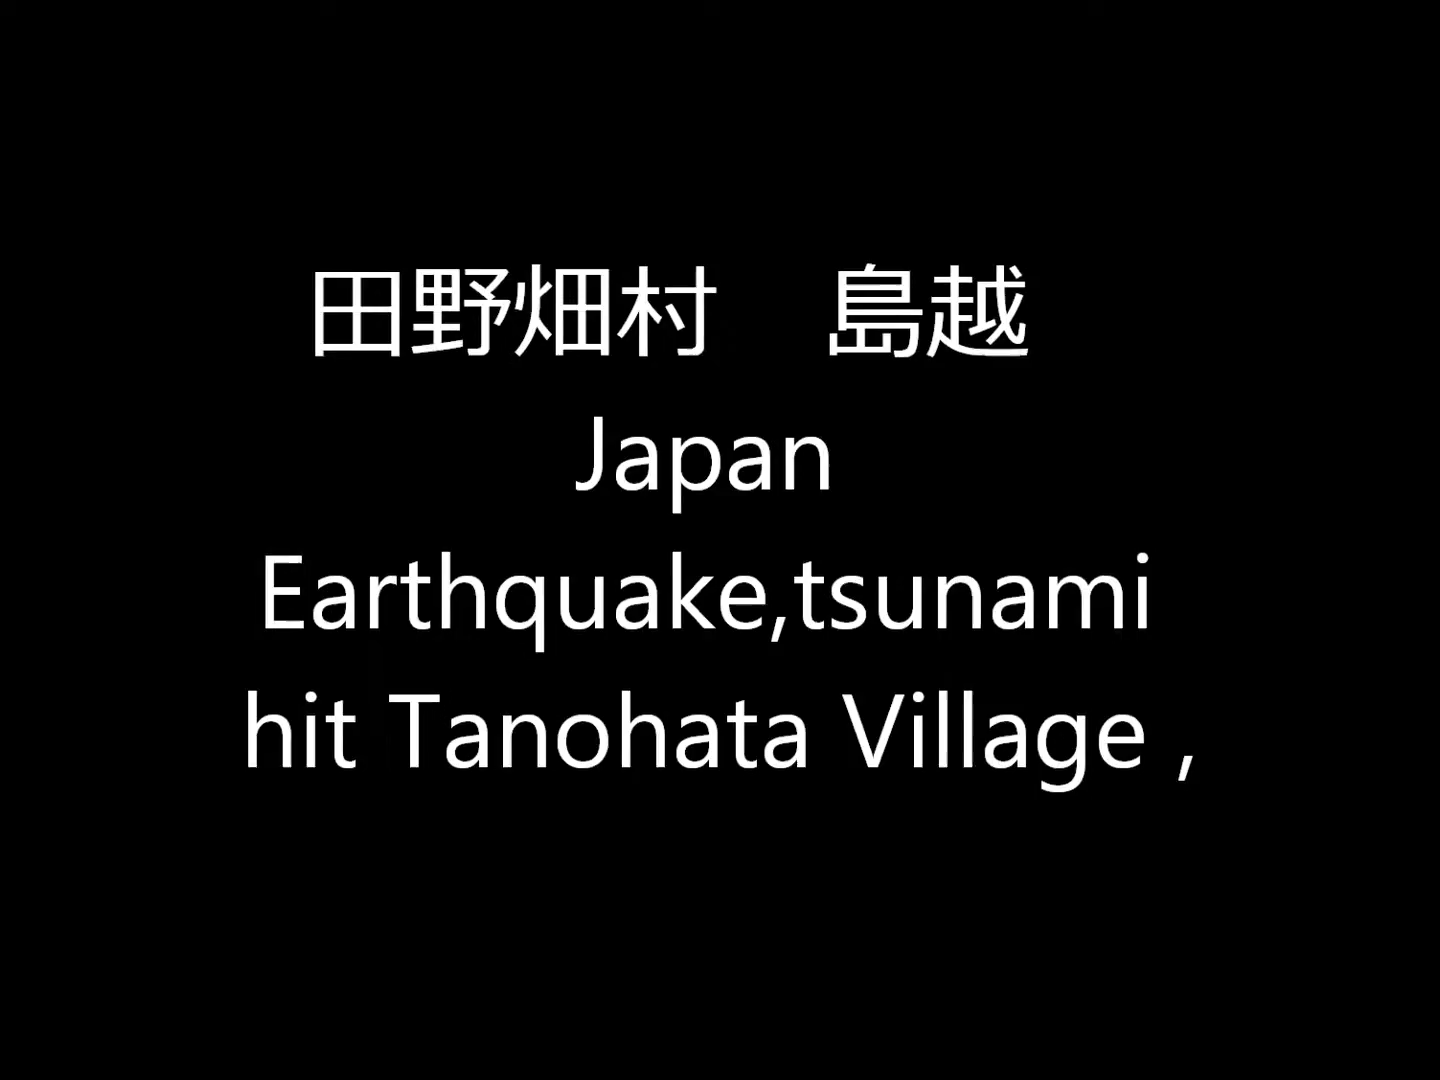 田野畑村　島越
Japan
Earthquake,tsunami
hit Tanohata Village ,